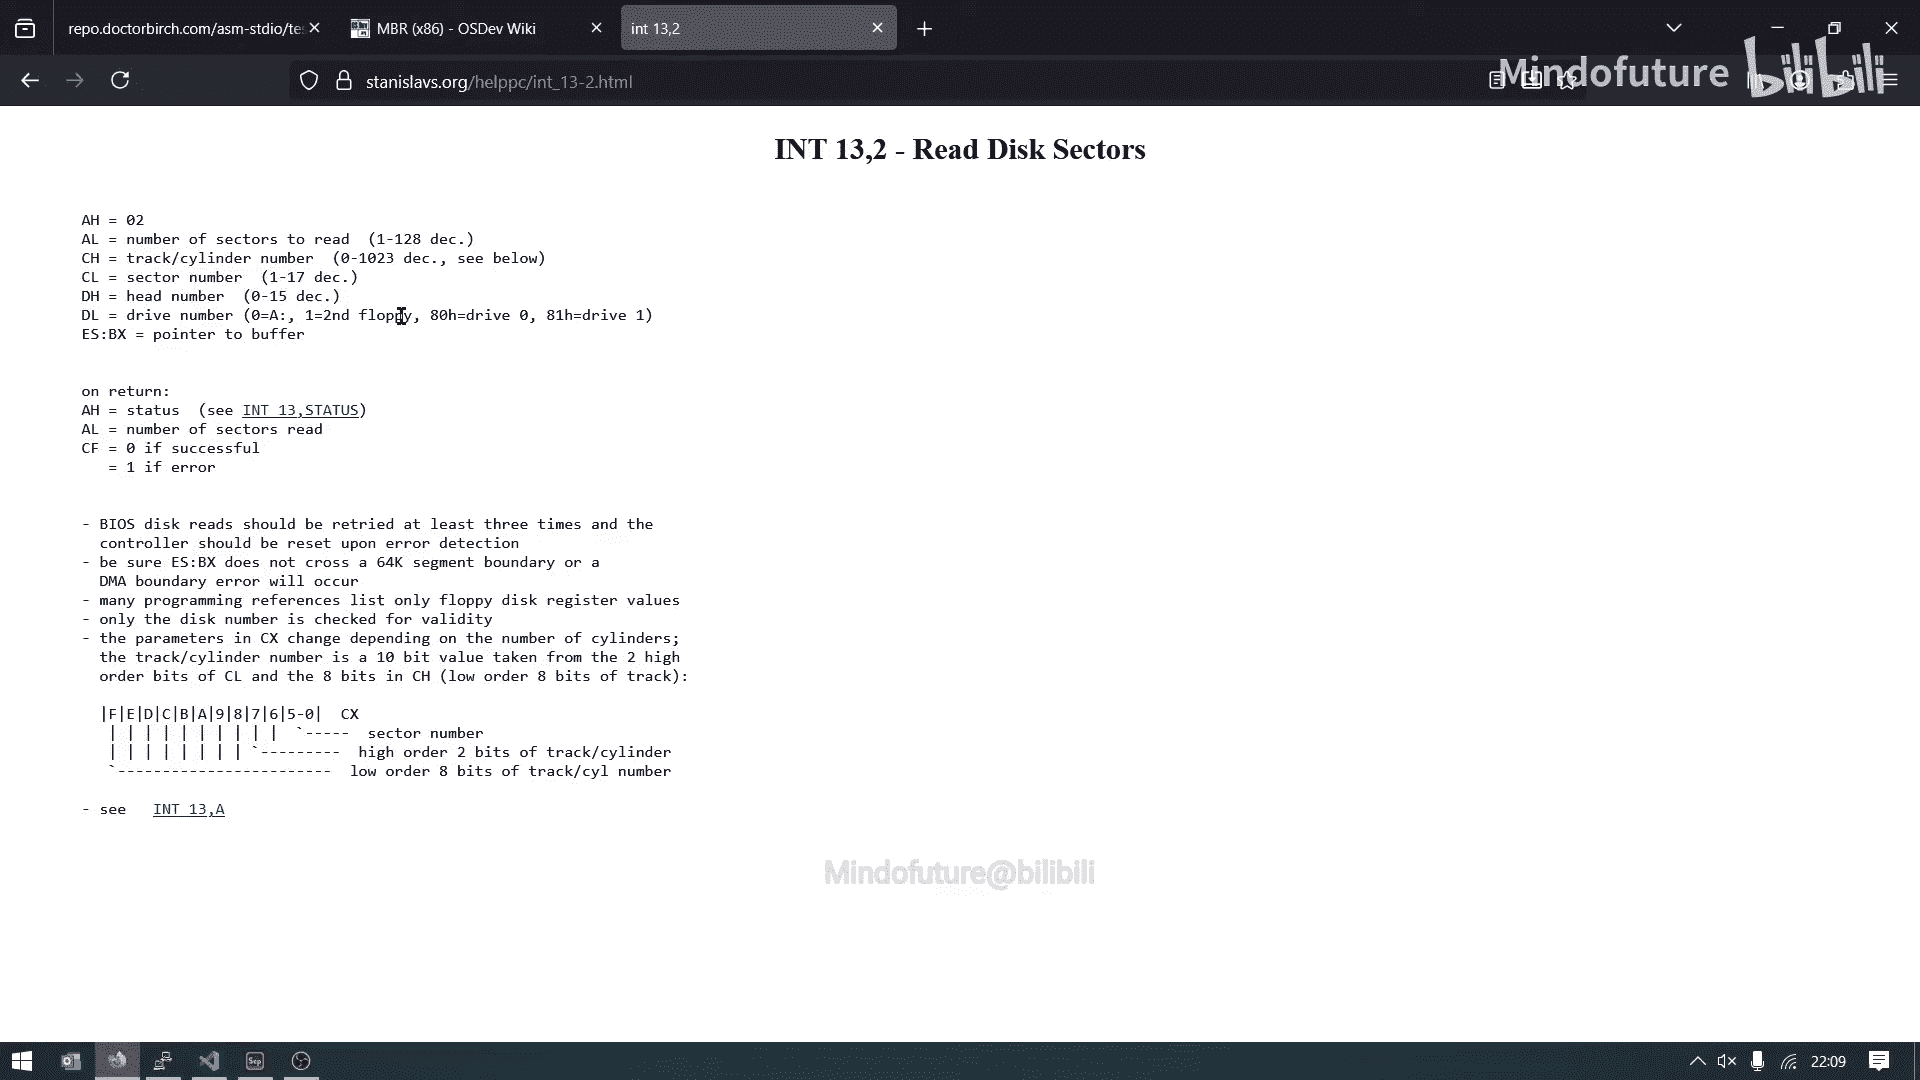 repo.doctorbirch.com/asm-stdio/te
MBR (x86) - OSDev Wiki
int 13,2
stanislavs.org/helppc/int_13-2.html
Mindofuture bilibili
INT 13,2 - Read Disk Sectors
AH = 02
AL = number of sectors to read (1-128 dec.)
CH = track/cylinder number (0-1023 dec., see below)
CL = sector number (1-17 dec.)
DH = head number (0-15 dec.)
DL = drive number (0=A:, 1=2nd floppy, 80h=drive 0, 81h=drive 1)
ES:BX = pointer to buffer
on return:
AH = status (see INT 13,STATUS)
AL = number of sectors read
CF = 0 if successful
= 1 if error
- BIOS disk reads should be retried at least three times and the
controller should be reset upon error detection
- be sure ES:BX does not cross a 64K segment boundary or a
DMA boundary error will occur
- many programming references list only floppy disk register values
- only the disk number is checked for validity
- the parameters in CX change depending on the number of cylinders;
the track/cylinder number is a 10 bit value taken from the 2 high
order bits of CL and the 8 bits in CH (low order 8 bits of track):
|F|E|D|C|B|A|9|8|7|6|5-0| CX
| | | | | | | | | | `----- sector number
| | | | | | | | `--------- high order 2 bits of track/cylinder
`------------------------ low order 8 bits of track/cyl number
- see INT 13,A
Mindofuture@bilibili
22:09